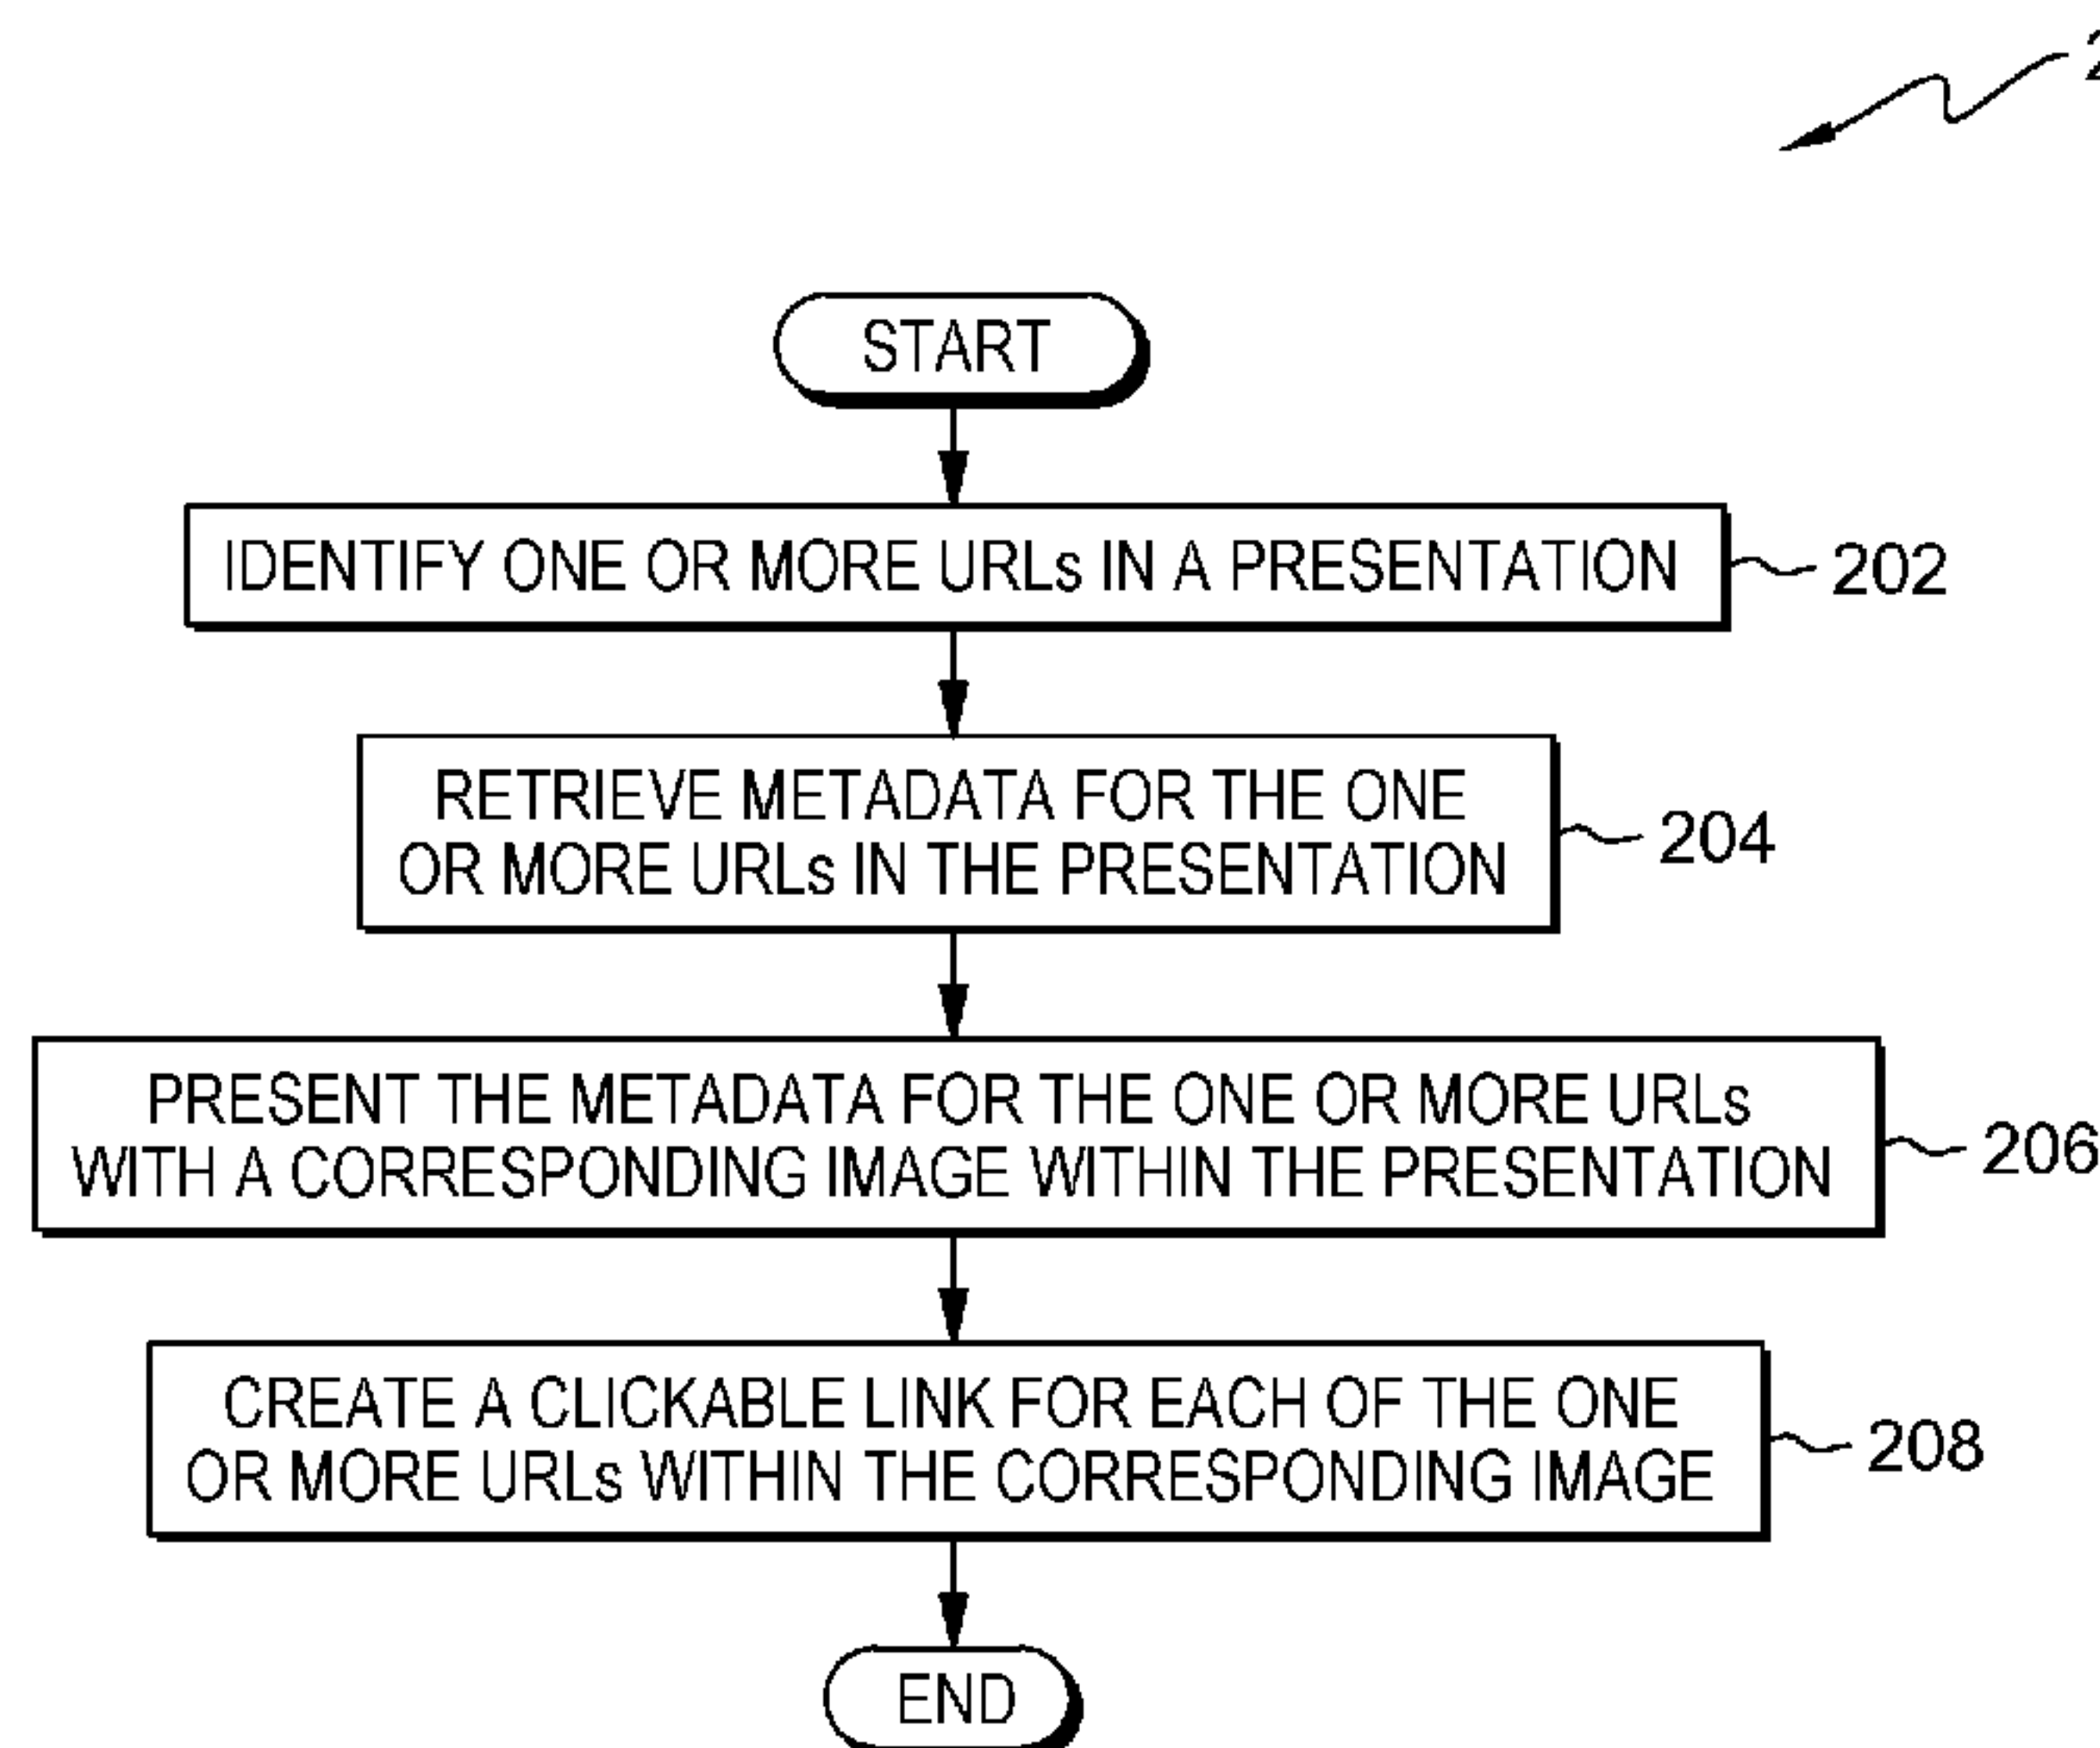 START
IDENTIFY ONE OR MORE URLs IN A PRESENTATION
202
RETRIEVE METADATA FOR THE ONE
OR MORE URLs IN THE PRESENTATION
204
PRESENT THE METADATA FOR THE ONE OR MORE URLs
WITH A CORRESPONDING IMAGE WITHIN THE PRESENTATION
206
CREATE A CLICKABLE LINK FOR EACH OF THE ONE
OR MORE URLs WITHIN THE CORRESPONDING IMAGE
208
END